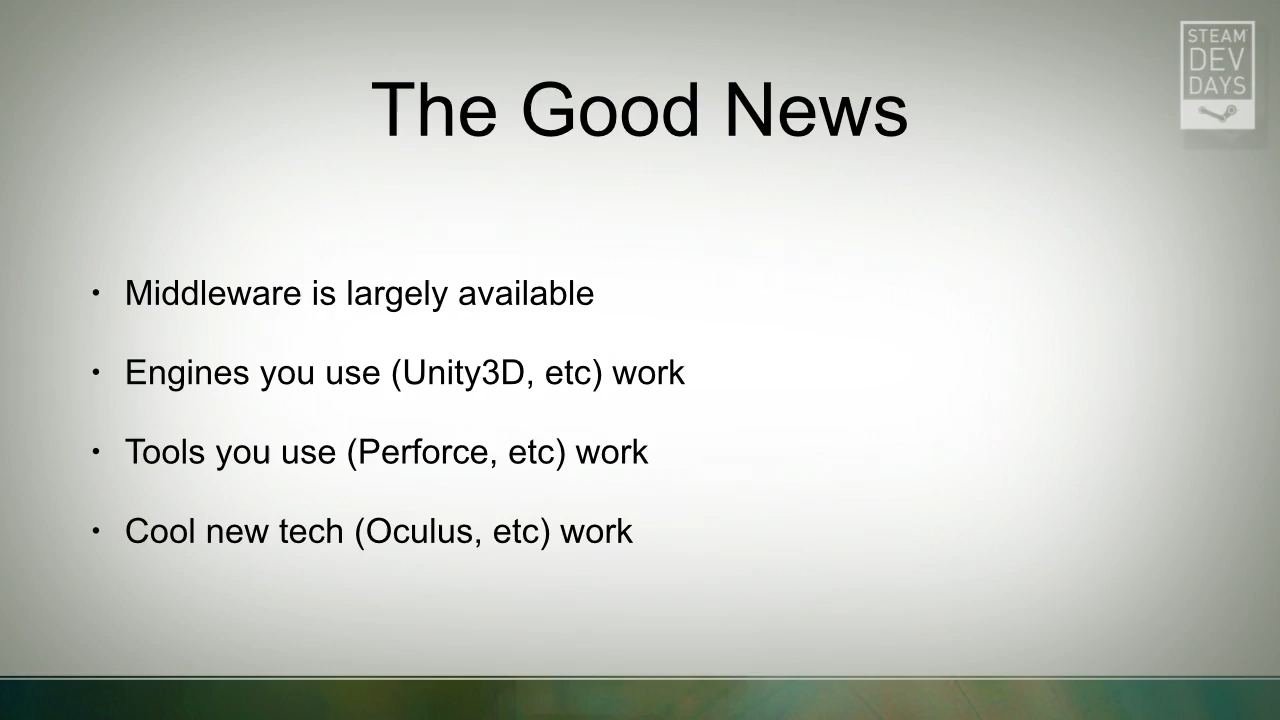 STEAM
DEV
DAYS
The Good News
• Middleware is largely available
• Engines you use (Unity3D, etc) work
• Tools you use (Perforce, etc) work
• Cool new tech (Oculus, etc) work